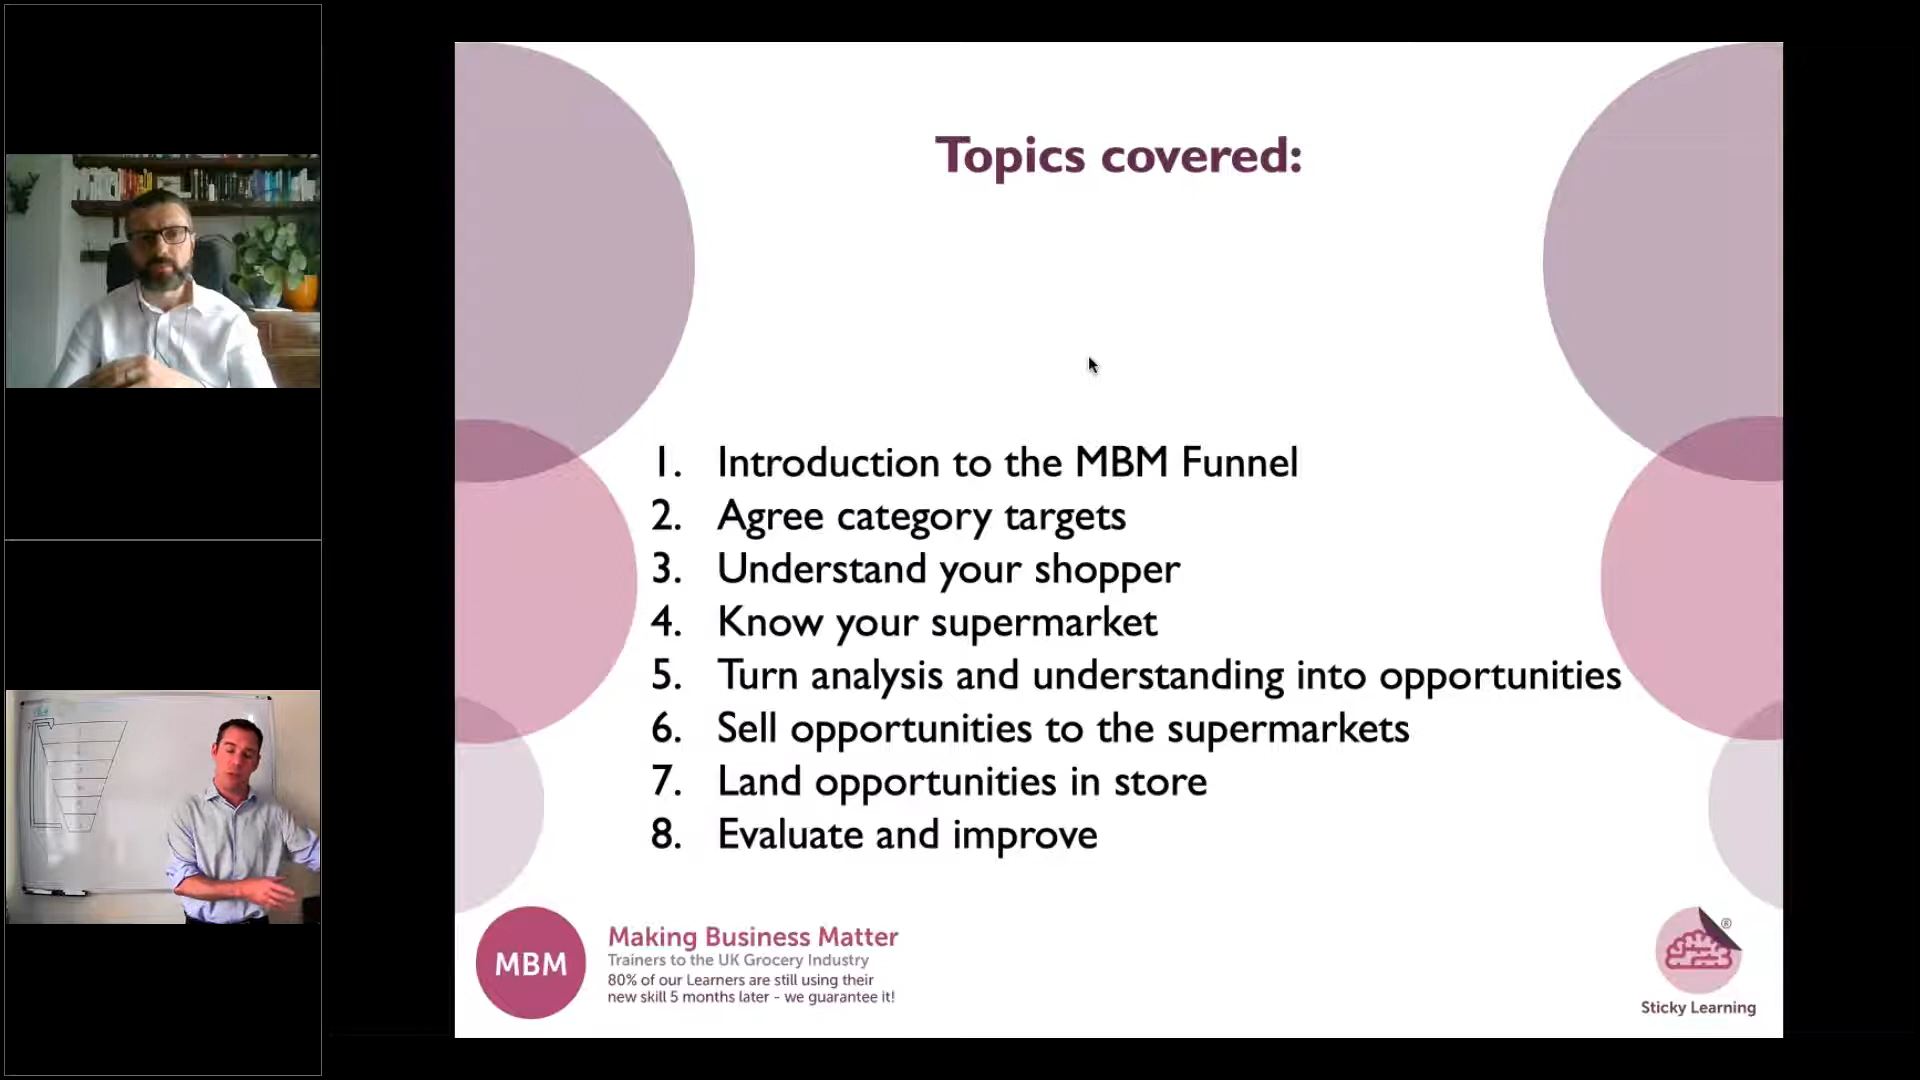 Topics covered:
1. Introduction to the MBM Funnel
2. Agree category targets
3. Understand your shopper
4. Know your supermarket
5. Turn analysis and understanding into opportunities
6. Sell opportunities to the supermarkets
7. Land opportunities in store
8. Evaluate and improve
MBM
Making Business Matter
Trainers to the UK Grocery Industry
80% of our Learners are still using their
new skill 5 months later - we guarantee it!
®
Sticky Learning